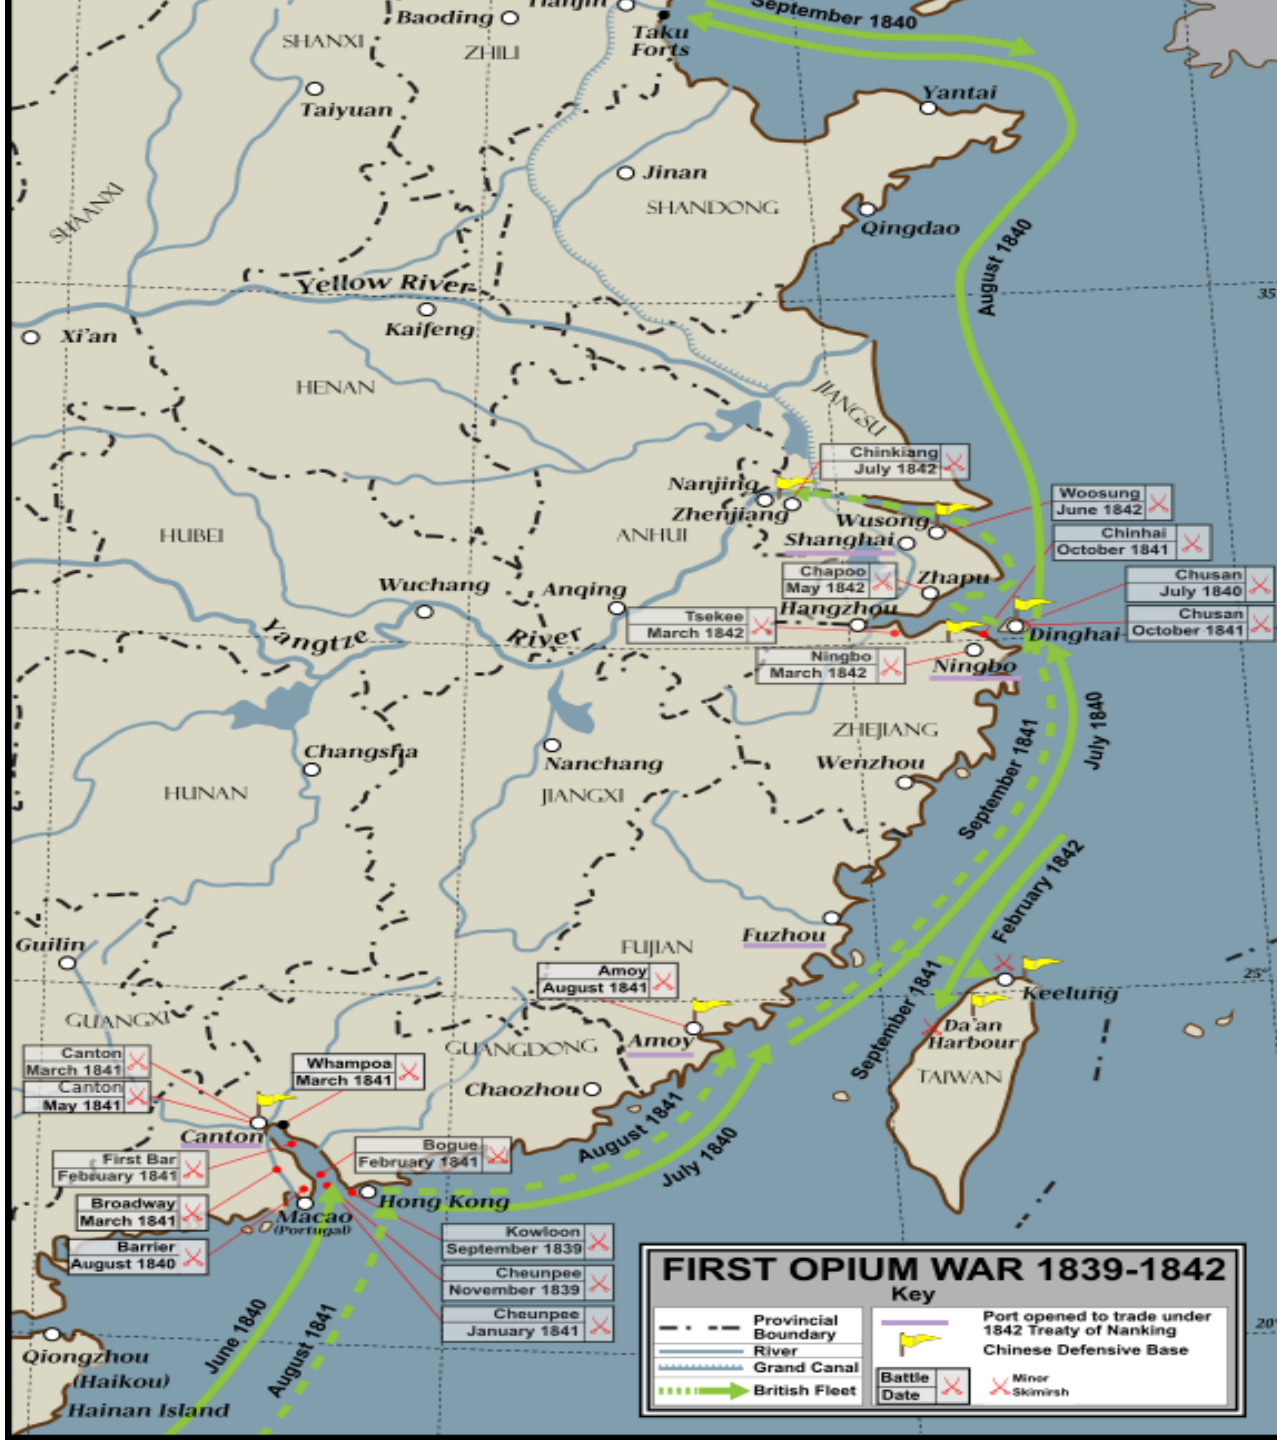 September 1840
Tianjin
Baoding
Taku
Forts
SHANXI
ZHILI
Taiyuan
Yantai
SHAANXI
Jinan
SHANDONG
Qingdao
August 1840
Yellow River
35
Xi'an
Kaifeng
HENAN
JIANGSU
Chinkiang
July 1842
Nanjing
Zhenjiang
Woosung
June 1842
Wusong
HUBEI
ANHUI
Shanghai
Chinhai
October 1841
Chapoo
May 1842
Zhapu
Chusan
July 1840
Wuchang
Anqing
Hangzhou
Tsekee
March 1842
Chusan
October 1841
Yangtze
River
Dinghai
Ningbo
March 1842
Ningbo
July 1840
September 1841
ZHEJIANG
Changsha
Nanchang
Wenzhou
HUNAN
JIANGXI
February 1842
Guilin
FUJIAN
Fuzhou
Amoy
August 1841
September 1841
25°
Keelung
GUANGXI
Da'an
Harbour
Amoy
GUANGDONG
Canton
March 1841
Whampoa
March 1841
TAIWAN
Canton
May 1841
Chaozhou
August 1841
July 1840
Canton
Bogue
February 1841
First Bar
February 1841
Broadway
March 1841
Hong Kong
Macao
(Portugal)
Kowloon
September 1839
Barrier
August 1840
Cheunpee
November 1839
Cheunpee
January 1841
June 1840
August 1841
20°
Qiongzhou
(Haikou)
Hainan Island
FIRST OPIUM WAR 1839-1842
Key
Provincial
Boundary
River
Grand Canal
British Fleet
Port opened to trade under
1842 Treaty of Nanking
Chinese Defensive Base
Battle
Date
Minor
Skimirsh